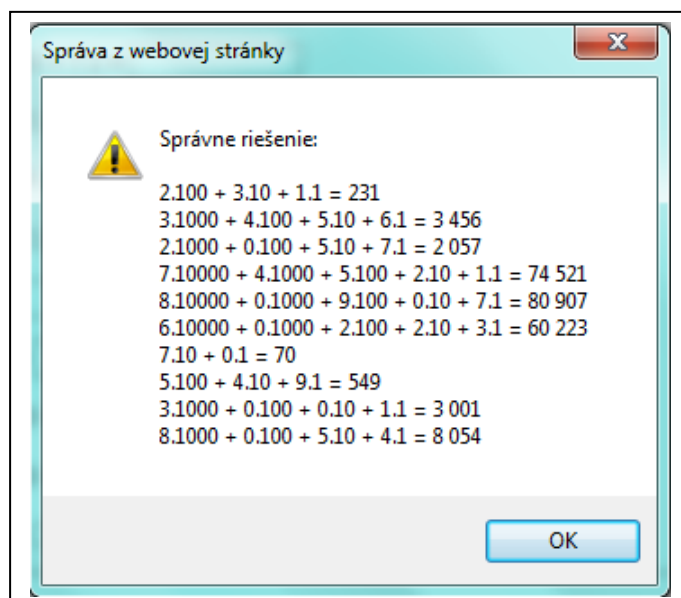 Správa z webovej stránky
Správne riešenie:
2.100 + 3.10 + 1.1 = 231
3.1000 + 4.100 + 5.10 + 6.1 = 3 456
2.1000 + 0.100 + 5.10 + 7.1 = 2 057
7.10000 + 4.1000 + 5.100 + 2.10 + 1.1 = 74 521
8.10000 + 0.1000 + 9.100 + 0.10 + 7.1 = 80 907
6.10000 + 0.1000 + 2.100 + 2.10 + 3.1 = 60 223
7.10 + 0.1 = 70
5.100 + 4.10 + 9.1 = 549
3.1000 + 0.100 + 0.10 + 1.1 = 3 001
8.1000 + 0.100 + 5.10 + 4.1 = 8 054
OK